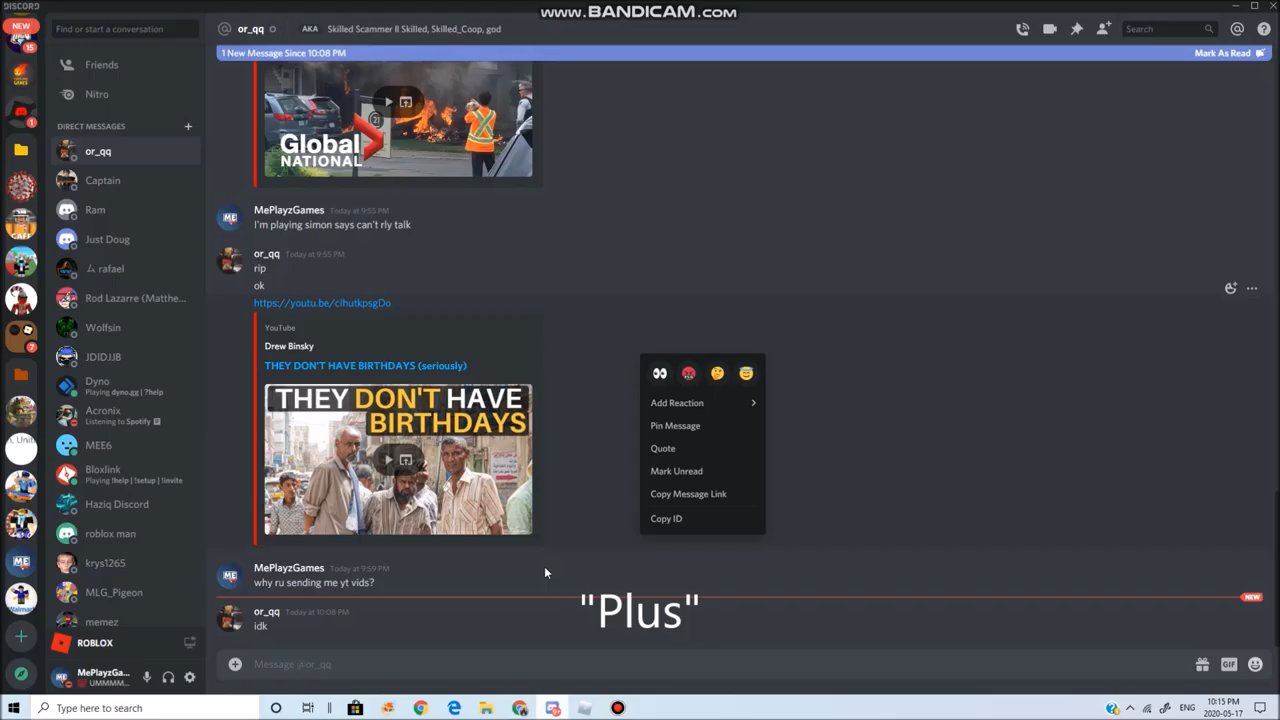 DISCORD
www.BANDICAM.com
NEW
15
1
7
Find or start a conversation
Friends
Nitro
DIRECT MESSAGES
or_qq
Captain
Ram
Just Doug
rafael
Rod Lazarre (Matthe...
Wolfsin
JDIDJJB
Dyno
Playing dyno.gg | ?help
Acronix
Listening to Spotify
MEE6
Bloxlink
Playing !help | !setup | !invite
Haziq Discord
roblox man
krys1265
MLG_Pigeon
memez
ROBLOX
MePlayzGa...
UMMMM...
or_qq
AKA
Skilled Scammer II Skilled, Skilled_Coop, god
Search
1 New Message Since 10:08 PM
Mark As Read
21
Global
NATIONAL
MePlayzGames Today at 9:55 PM
I'm playing simon says can't rly talk
or_qq Today at 9:55 PM
rip
ok
https://youtu.be/cIhutkpsgDo
YouTube
Drew Binsky
THEY DON'T HAVE BIRTHDAYS (seriously)
THEY DON'T HAVE
BIRTHDAYS
Add Reaction
Pin Message
Quote
Mark Unread
Copy Message Link
Copy ID
MePlayzGames Today at 9:59 PM
why ru sending me yt vids?
NEW
or_qq Today at 10:08 PM
idk
"Plus"
Message @or_qq
GIF
Type here to search
ENG
10:15 PM
2020-05-17